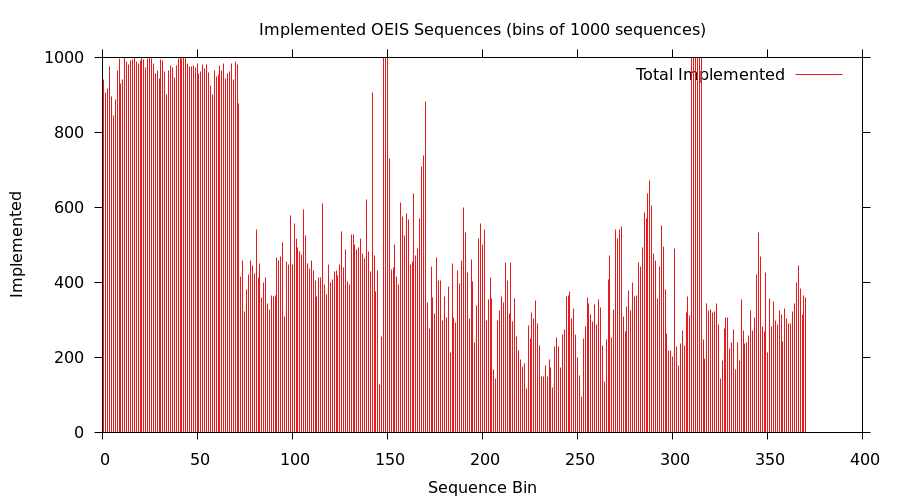 Implemented OEIS Sequences (bins of 1000 sequences)
Total Implemented
1000
800
600
400
200
0
Implemented
0 50 100 150 200 250 300 350 400
Sequence Bin